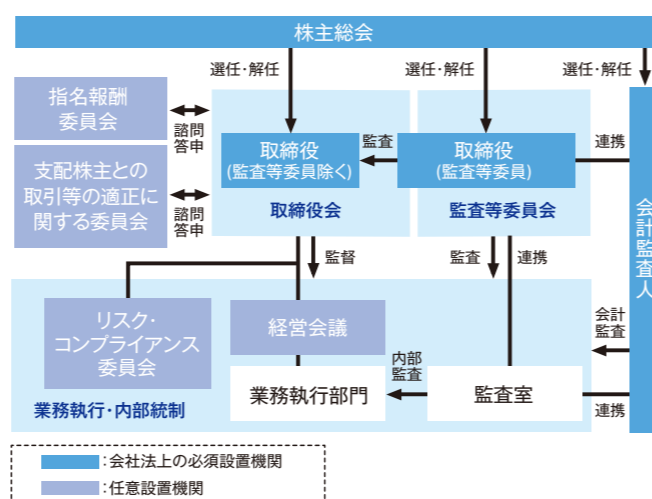 株主総会
選任・解任
選任・解任
選任・解任
指名報酬
委員会
諮問
答申
支配株主との
取引等の適正に
関する委員会
諮問
答申
取締役
(監査等委員除く)
取締役会
監査
取締役
(監査等委員)
監査等委員会
連携
会計監査人
監督
監査
連携
リスク・
コンプライアンス
委員会
経営会議
会計
監査
業務執行部門
内部
監査
監査室
連携
業務執行・内部統制
:会社法上の必須設置機関
:任意設置機関